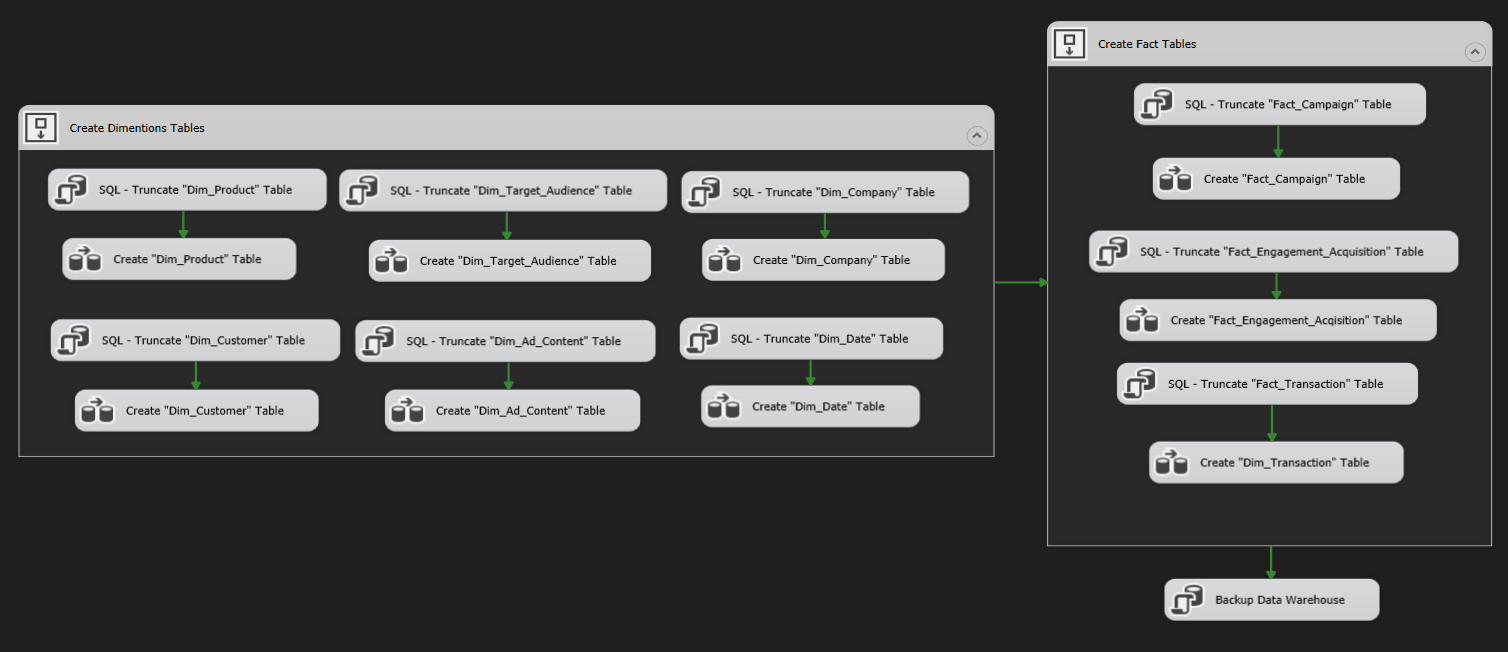 Create Fact Tables
SQL - Truncate "Fact_Campaign" Table
Create "Fact_Campaign" Table
SQL - Truncate "Fact_Engagement_Acquisition" Table
Create "Fact_Engagement_Acqisition" Table
SQL - Truncate "Fact_Transaction" Table
Create "Dim_Transaction" Table
Create Dimentions Tables
SQL - Truncate "Dim_Product" Table
Create "Dim_Product" Table
SQL - Truncate "Dim_Target_Audience" Table
Create "Dim_Target_Audience" Table
SQL - Truncate "Dim_Company" Table
Create "Dim_Company" Table
SQL - Truncate "Dim_Customer" Table
Create "Dim_Customer" Table
SQL - Truncate "Dim_Ad_Content" Table
Create "Dim_Ad_Content" Table
SQL - Truncate "Dim_Date" Table
Create "Dim_Date" Table
Backup Data Warehouse